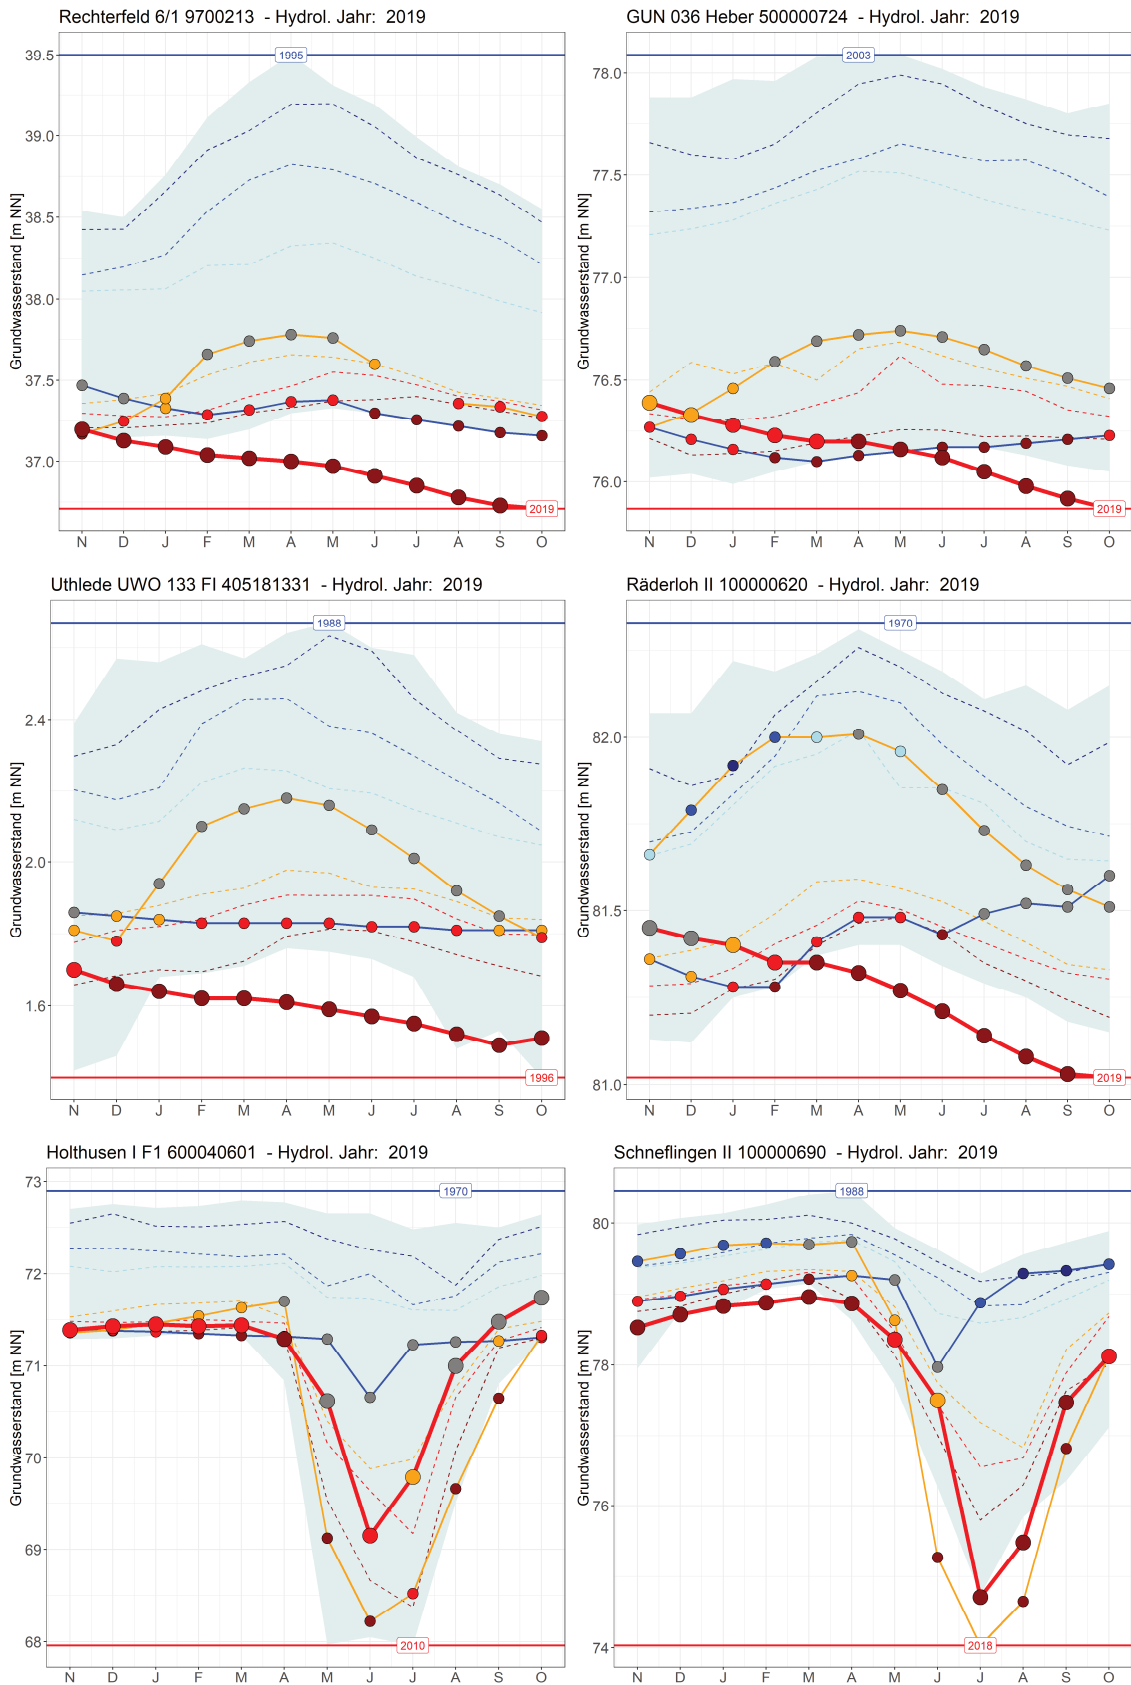 Rechterfeld 6/1 9700213 - Hydrol. Jahr: 2019
Grundwasserstand [m NN]
39.5
39.0
38.5
38.0
37.5
37.0
1995
2019
N D J F M A M J J A S O
GUN 036 Heber 500000724 - Hydrol. Jahr: 2019
Grundwasserstand [m NN]
78.0
77.5
77.0
76.5
76.0
2003
2019
N D J F M A M J J A S O
Uthlede UWO 133 FI 405181331 - Hydrol. Jahr: 2019
Grundwasserstand [m NN]
2.4
2.0
1.6
1988
1996
N D J F M A M J J A S O
Räderloh II 100000620 - Hydrol. Jahr: 2019
Grundwasserstand [m NN]
82.0
81.5
81.0
1970
2019
N D J F M A M J J A S O
Holthusen I F1 600040601 - Hydrol. Jahr: 2019
Grundwasserstand [m NN]
73
72
71
70
69
68
1970
2010
N D J F M A M J J A S O
Schneflingen II 100000690 - Hydrol. Jahr: 2019
Grundwasserstand [m NN]
80
78
76
74
1988
2018
N D J F M A M J J A S O